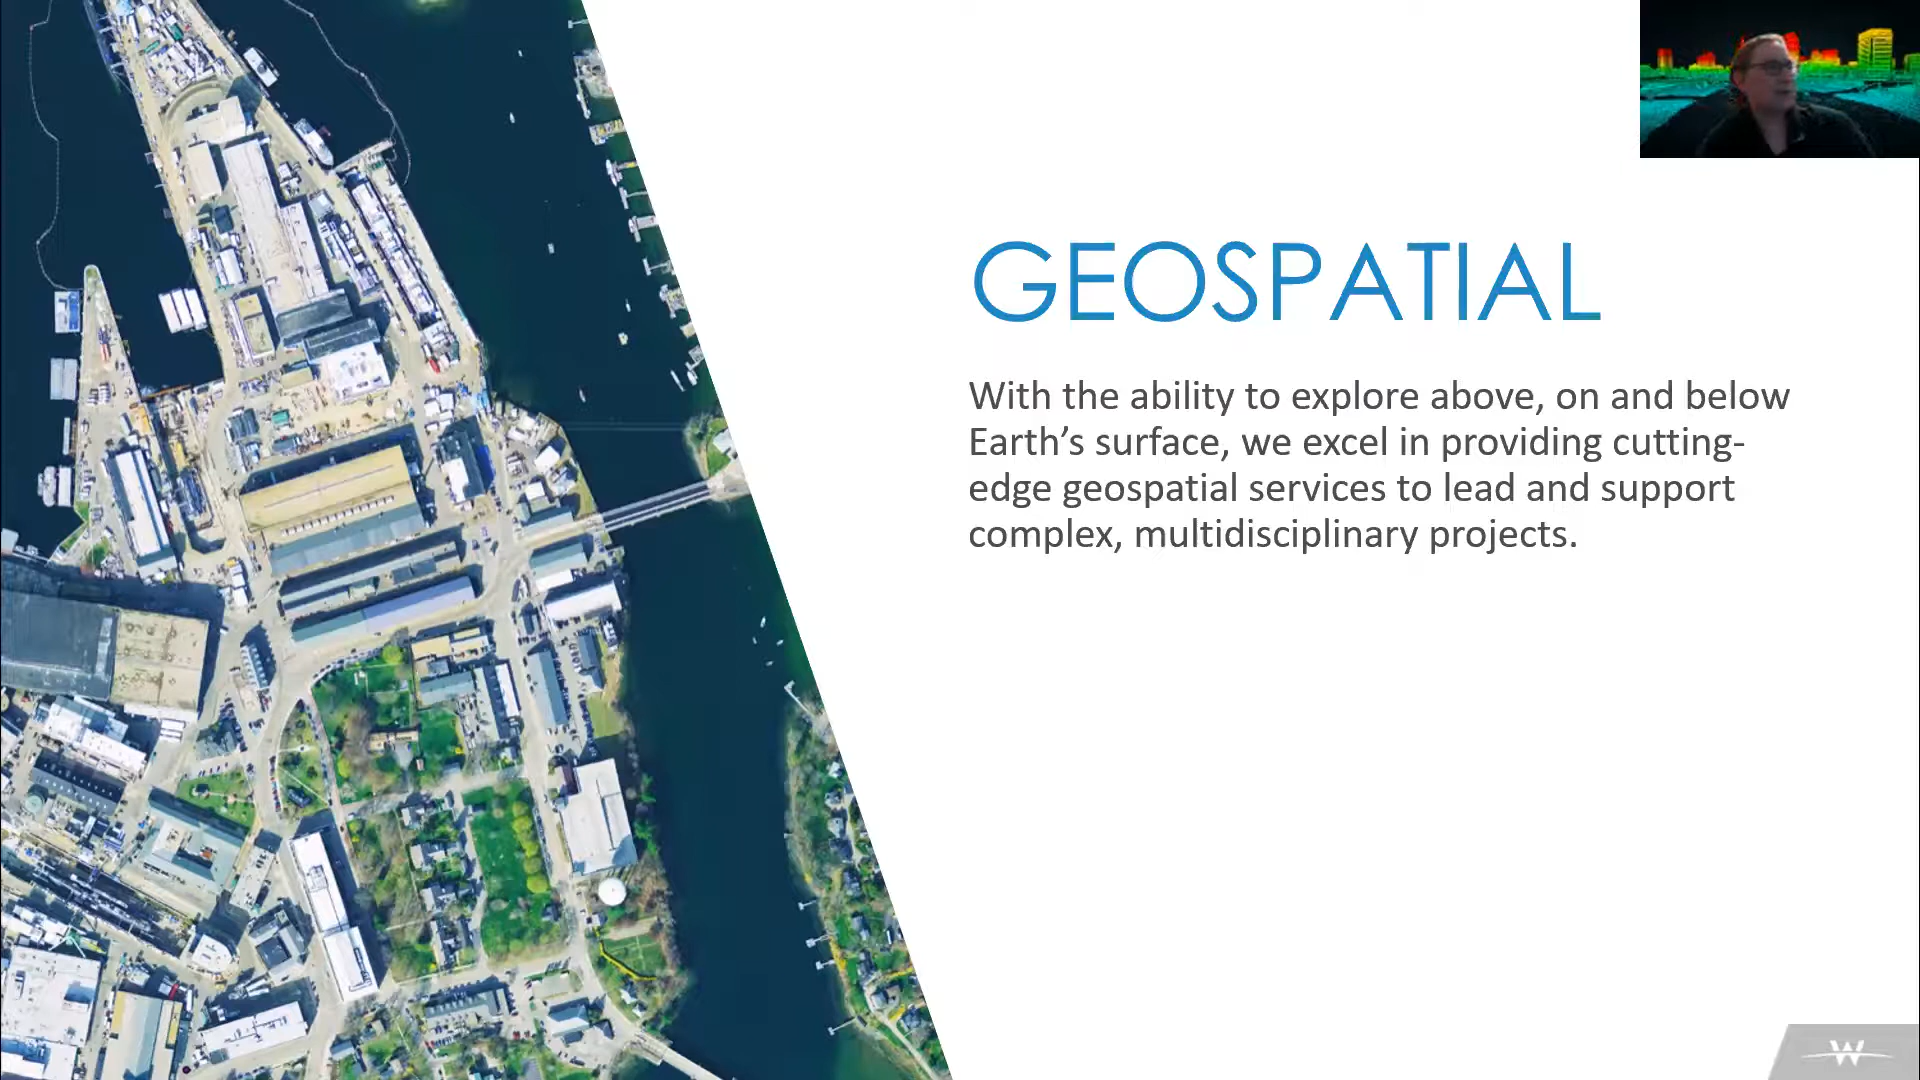 GEOSPATIAL
With the ability to explore above, on and below
Earth’s surface, we excel in providing cutting-
edge geospatial services to lead and support
complex, multidisciplinary projects.
W